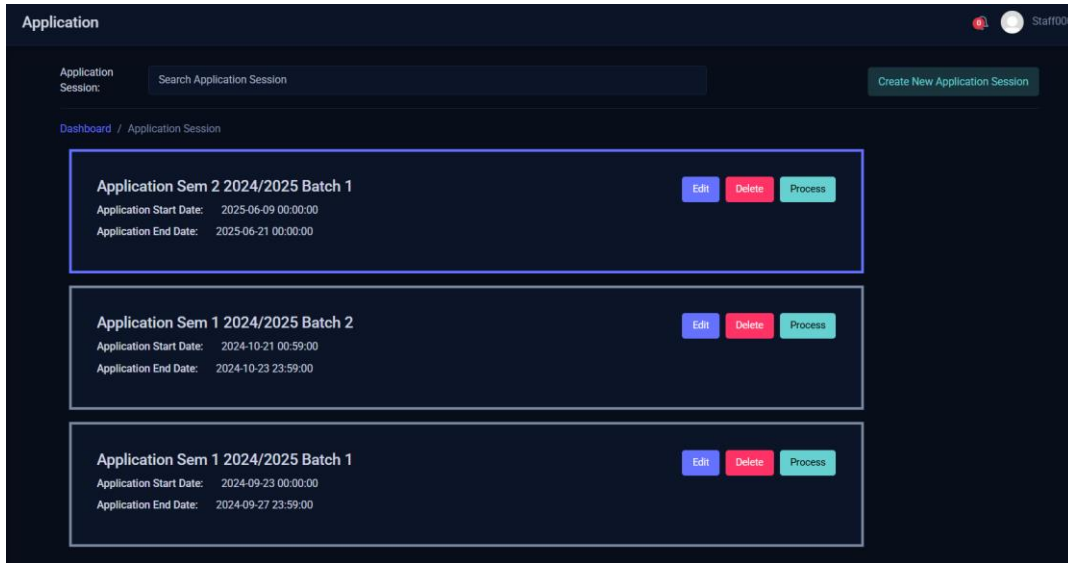 Application
0
Application Session:
Search Application Session
Create New Application Session
Dashboard / Application Session
Application Sem 2 2024/2025 Batch 1
Edit Delete Process
Application Start Date: 2025-06-09 00:00:00
Application End Date: 2025-06-21 00:00:00
Application Sem 1 2024/2025 Batch 2
Edit Delete Process
Application Start Date: 2024-10-21 00:59:00
Application End Date: 2024-10-23 23:59:00
Application Sem 1 2024/2025 Batch 1
Edit Delete Process
Application Start Date: 2024-09-23 00:00:00
Application End Date: 2024-09-27 23:59:00